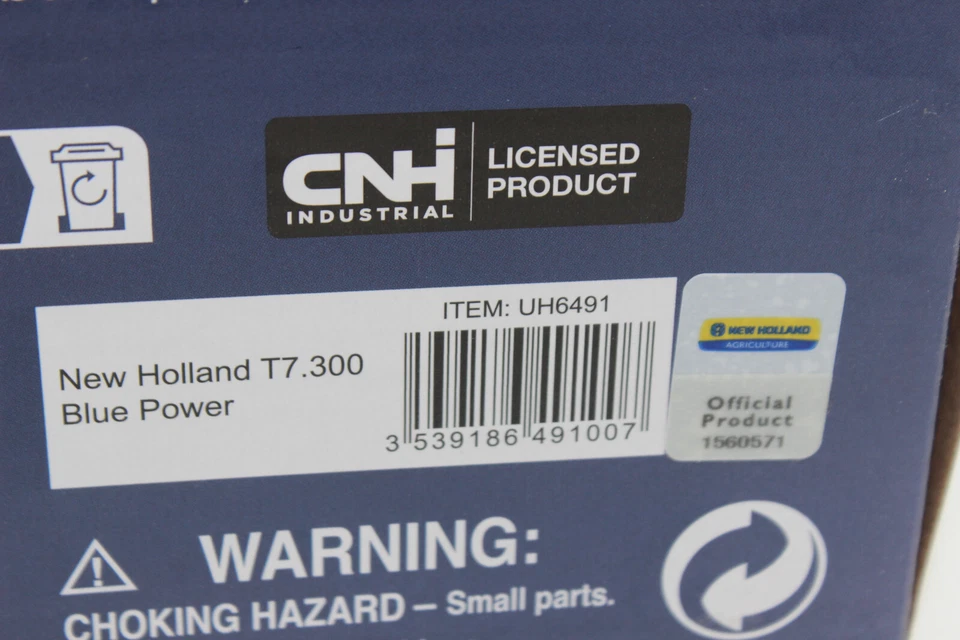 CNH
INDUSTRIAL
LICENSED
PRODUCT
ITEM: UH6491
New Holland T7.300
Blue Power
3 539186 491007
NEW HOLLAND
AGRICULTURE
Official
Product
1560571
WARNING:
CHOKING HAZARD – Small parts.